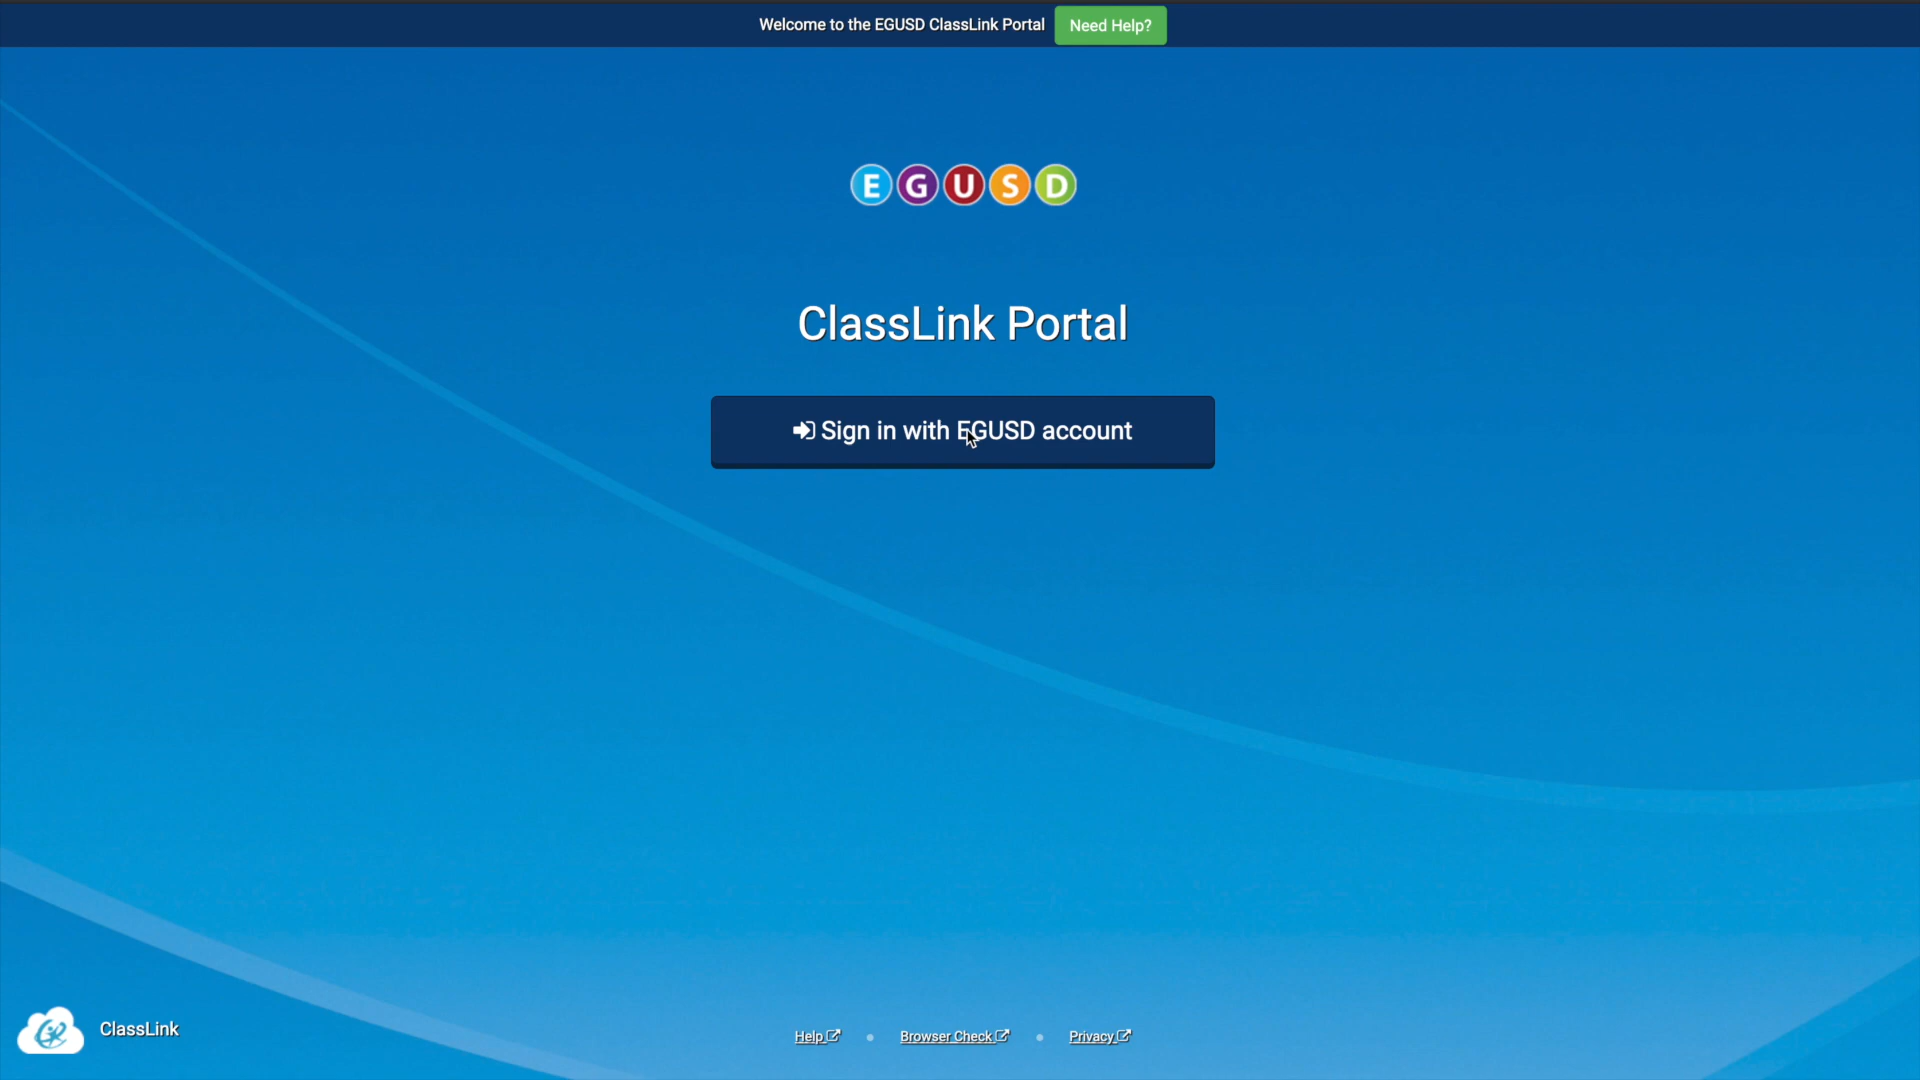 Welcome to the EGUSD ClassLink Portal Need Help?
EGUSD
ClassLink Portal
Sign in with EGUSD account
ClassLink
Help • Browser Check • Privacy